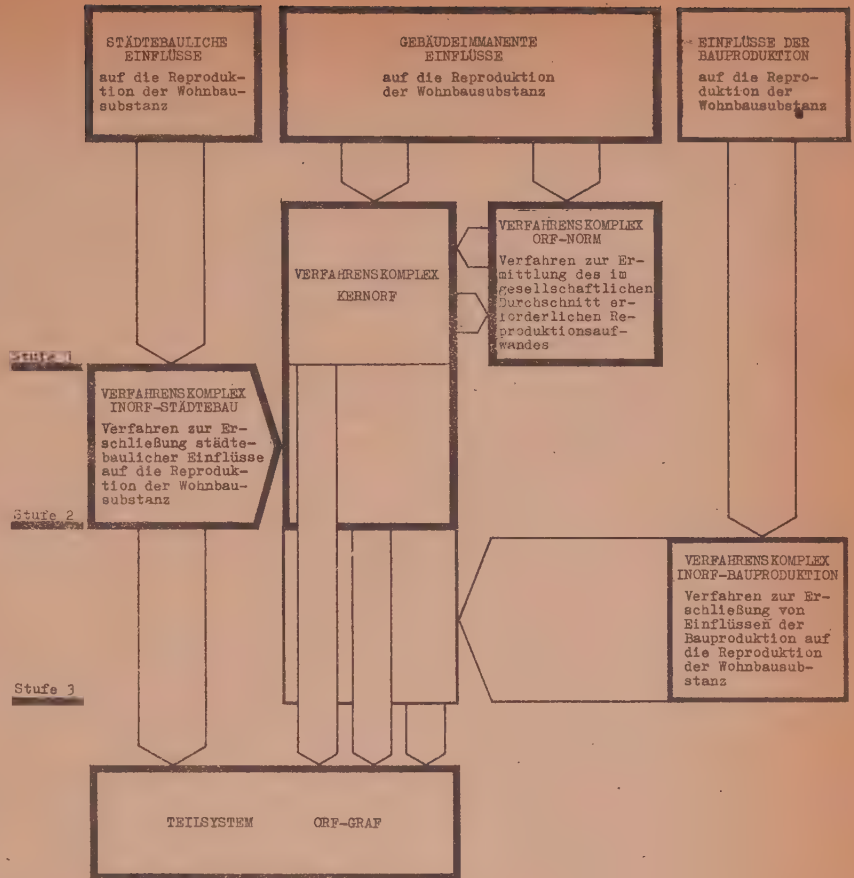 STÄDTEBAULICHE
EINFLÜSSE
auf die Reproduk-
tion der Wohnbau-
substanz
GEBÄUDEIMMANENTE
EINFLÜSSE
auf die Reproduktion
der Wohnbausubstanz
EINFLÜSSE DER
BAUPRODUKTION
auf die Repro-
duktion der
Wohnbausubstanz
VERFAHRENSKOMPLEX
KERNORF
VERFAHRENSKOMPLEX
ORF-NORM
Verfahren zur Er-
mittlung des im
gesellschaftlichen
Durchschnitt er-
forderlichen Re-
produktionsauf-
wandes
Stufe 1
VERFAHRENSKOMPLEX
INORF-STÄDTEBAU
Verfahren zur Er-
schließung städte-
baulicher Einflüsse
auf die Reproduk-
tion der Wohnbau-
substanz
Stufe 2
VERFAHRENSKOMPLEX
INORF-BAUPRODUKTION
Verfahren zur Er-
schließung von
Einflüssen der
Bauproduktion auf
die Reproduktion
der Wohnbausub-
stanz
Stufe 3
TEILSYSTEM ORF-GRAF